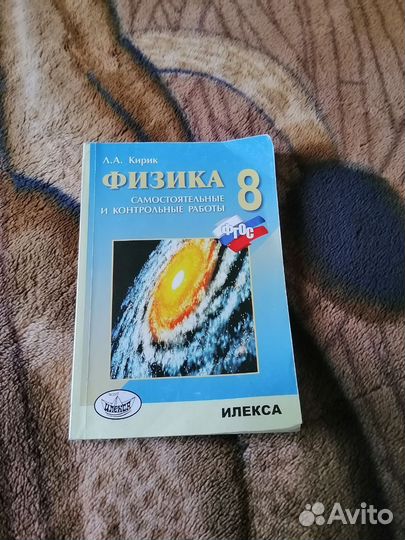 Л.А. Кирик
ФИЗИКА
САМОСТОЯТЕЛЬНЫЕ
И КОНТРОЛЬНЫЕ РАБОТЫ
8
ФГОС
ИЛЕКСА
ИЛЕКСА
Avito